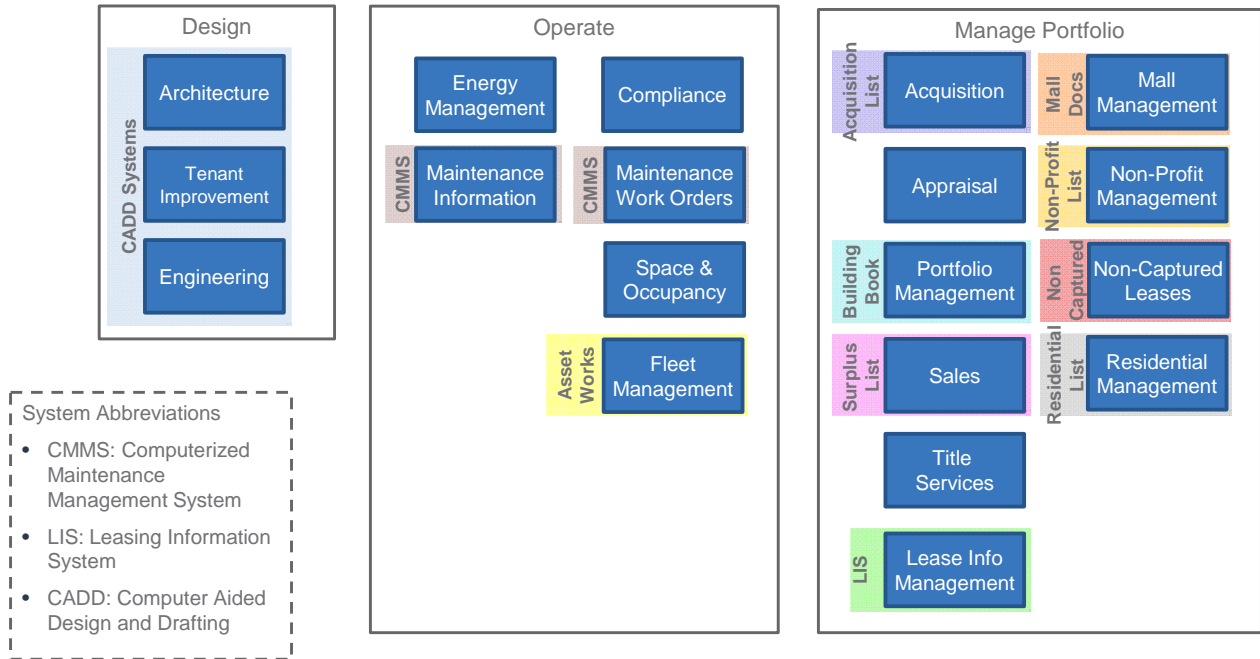 Design
CADD Systems
Architecture
Tenant
Improvement
Engineering
System Abbreviations
• CMMS: Computerized
Maintenance
Management System
• LIS: Leasing Information
System
• CADD: Computer Aided
Design and Drafting
Operate
Energy
Management
Compliance
CMMS
Maintenance
Information
CMMS
Maintenance
Work Orders
Space &
Occupancy
Asset
Works
Fleet
Management
Manage Portfolio
Acquisition
List
Acquisition
Mall
Docs
Mall
Management
Appraisal
Non-Profit
List
Non-Profit
Management
Building
Book
Portfolio
Management
Non
Captured
Non-Captured
Leases
Surplus
List
Sales
Residential
List
Residential
Management
Title
Services
LIS
Lease Info
Management